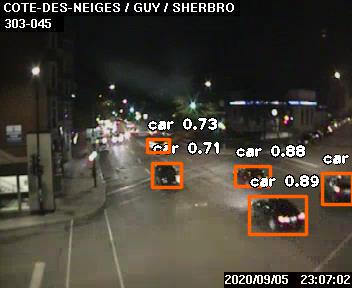 COTE-DES-NEIGES / GUY / SHERBRO
303-045
car 0.73
car 0.71
car 0.88
car
car 0.89
2020/09/05 23:07:02